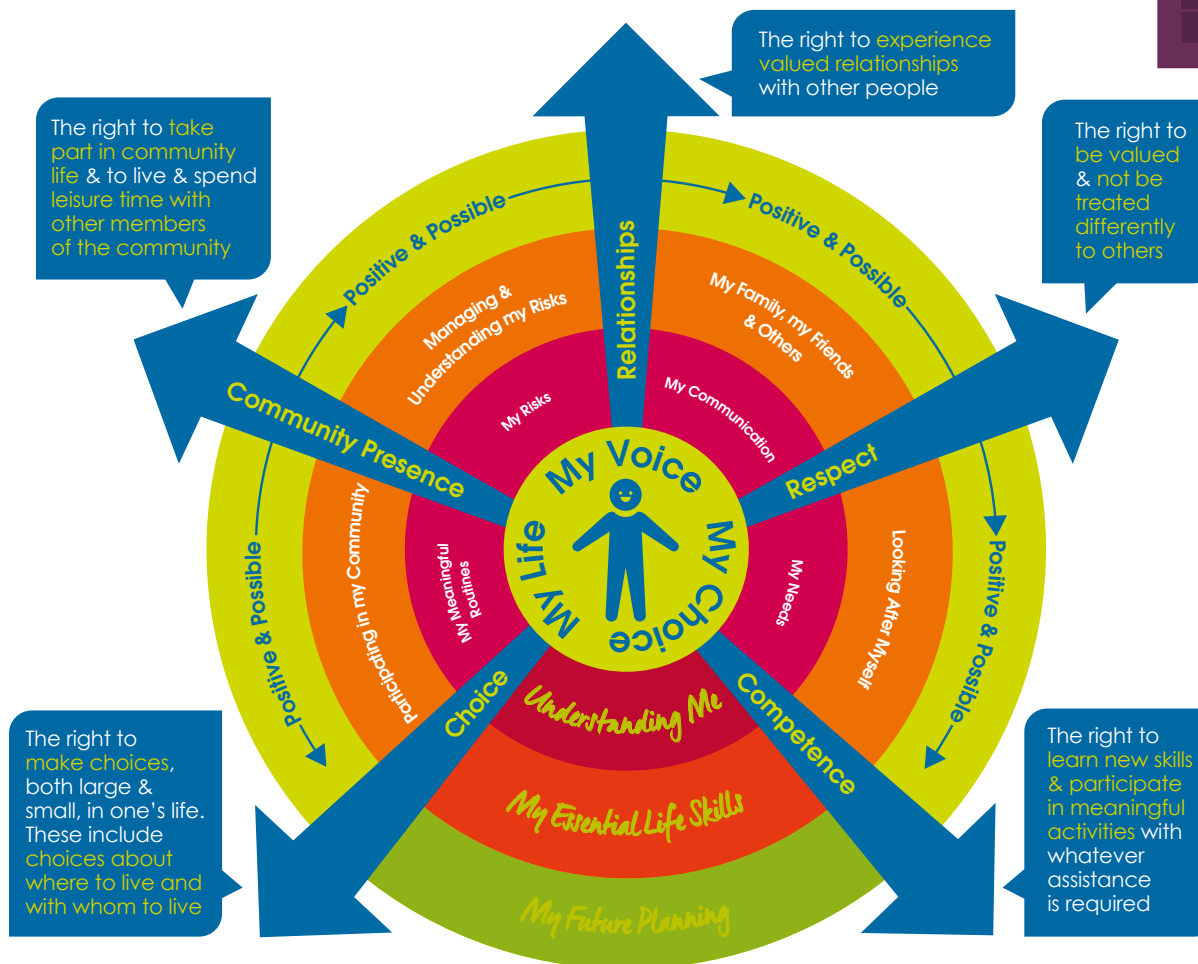 The right to experience
valued relationships
with other people
The right to take
part in community
life & to live & spend
leisure time with
other members
of the community
The right to
be valued
& not be
treated
differently
to others
Positive & Possible
Positive & Possible
Relationships
Managing &
Understanding my Risks
My Family, my Friends
& Others
My Risks
My Communication
Community Presence
Respect
My Voice
My Choice
My Life
Positive & Possible
Participating in my Community
My Meaningful
Routines
My Needs
Looking After Myself
Positive & Possible
Choice
Competence
Understanding Me
My Essential Life Skills
My Future Planning
The right to
make choices,
both large &
small, in one’s life.
These include
choices about
where to live and
with whom to live
The right to
learn new skills
& participate
in meaningful
activities with
whatever
assistance
is required